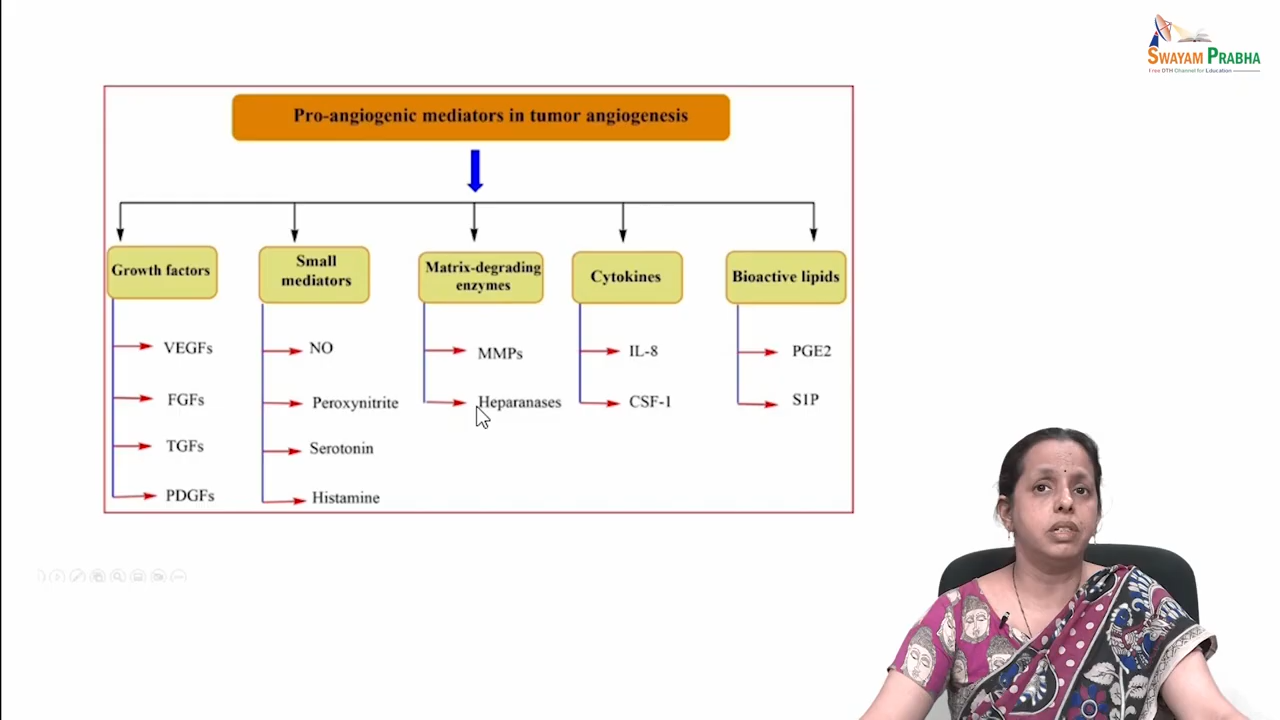 SWAYAM PRABHA
Free DTH Channel for Education
Pro-angiogenic mediators in tumor angiogenesis
Growth factors
Small
mediators
Matrix-degrading
enzymes
Cytokines
Bioactive lipids
VEGFs
FGFs
TGFs
PDGFs
NO
Peroxynitrite
Serotonin
Histamine
MMPs
Heparanases
IL-8
CSF-1
PGE2
S1P